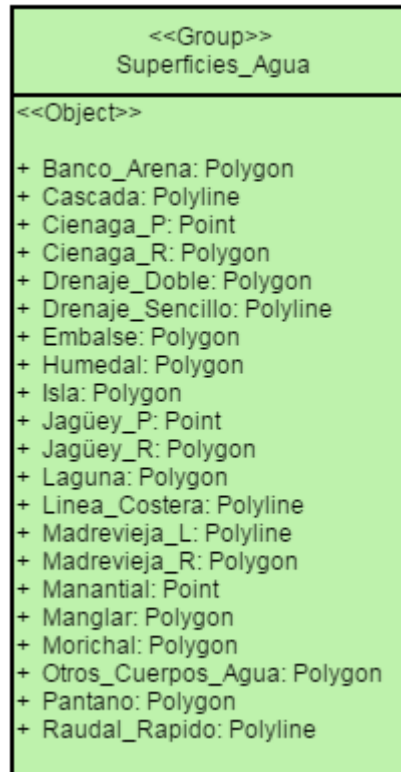 <<Group>>
Superficies_Agua
<<Object>>
+ Banco_Arena: Polygon
+ Cascada: Polyline
+ Cienaga_P: Point
+ Cienaga_R: Polygon
+ Drenaje_Doble: Polygon
+ Drenaje_Sencillo: Polyline
+ Embalse: Polygon
+ Humedal: Polygon
+ Isla: Polygon
+ Jagüey_P: Point
+ Jagüey_R: Polygon
+ Laguna: Polygon
+ Linea_Costera: Polyline
+ Madrevieja_L: Polyline
+ Madrevieja_R: Polygon
+ Manantial: Point
+ Manglar: Polygon
+ Morichal: Polygon
+ Otros_Cuerpos_Agua: Polygon
+ Pantano: Polygon
+ Raudal_Rapido: Polyline